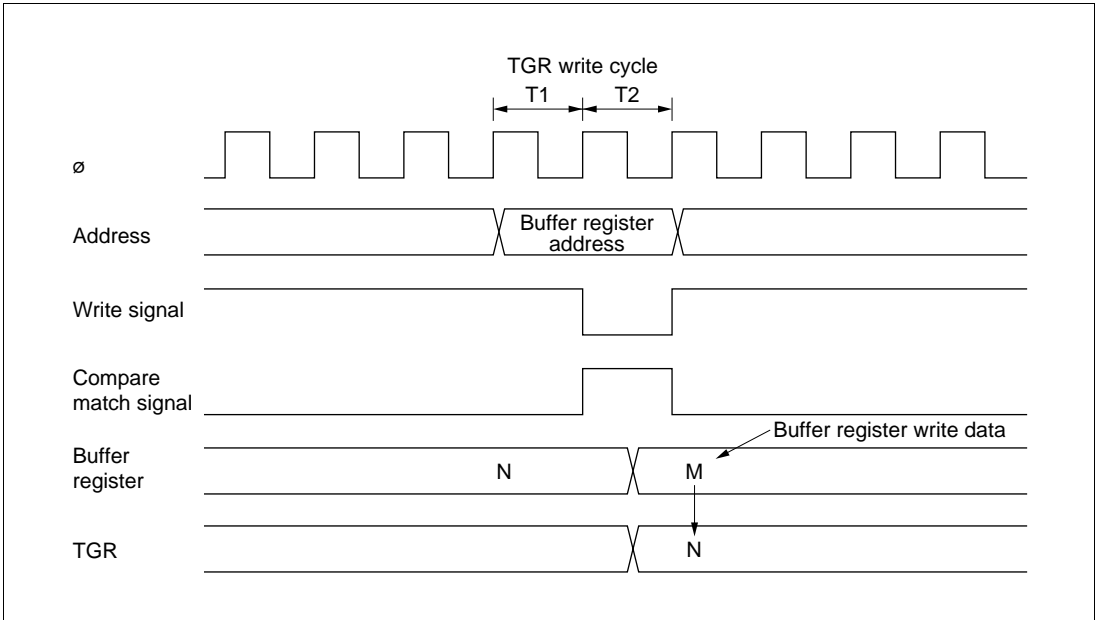 TGR write cycle
T1 T2
ø
Address
Buffer register
address
Write signal
Compare
match signal
Buffer register write data
Buffer
register
N M
TGR
N